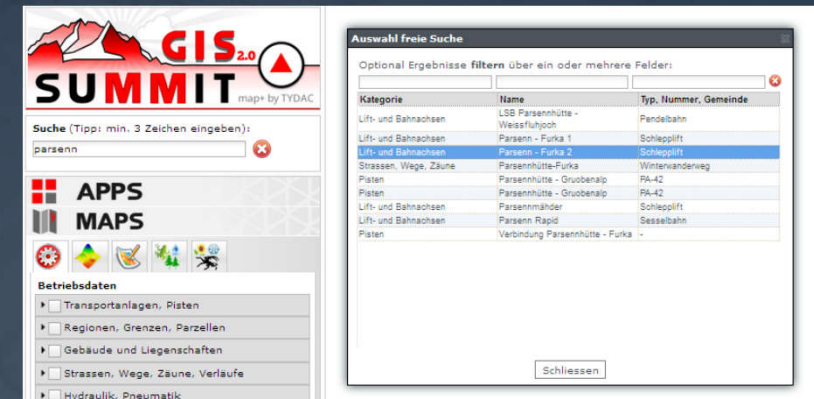 GIS 2.0
SUMMIT
map+ by TYDAC
Suche (Tipp: min. 3 Zeichen eingeben):
parsenn
APPS
MAPS
Betriebsdaten
Transportanlagen, Pisten
Regionen, Grenzen, Parzellen
Gebäude und Liegenschaften
Strassen, Wege, Zäune, Verläufe
Hydraulik, Pneumatik
Auswahl freie Suche
Optional Ergebnisse filtern über ein oder mehrere Felder:
Kategorie Name Typ, Nummer, Gemeinde
Lift- und Bahnachsen LSB Parsennhütte - Weissfluhjoch Pendelbahn
Lift- und Bahnachsen Parsenn - Furka 1 Schlepplift
Lift- und Bahnachsen Parsenn - Furka 2 Schlepplift
Strassen, Wege, Zäune Parsennhütte-Furka Winterwanderweg
Pisten Parsennhütte - Gruobenalp PA-42
Pisten Parsennhütte - Gruobenalp PA-42
Lift- und Bahnachsen Parsennmähder Schlepplift
Lift- und Bahnachsen Parsenn Rapid Sesselbahn
Pisten Verbindung Parsennhütte - Furka -
Schliessen